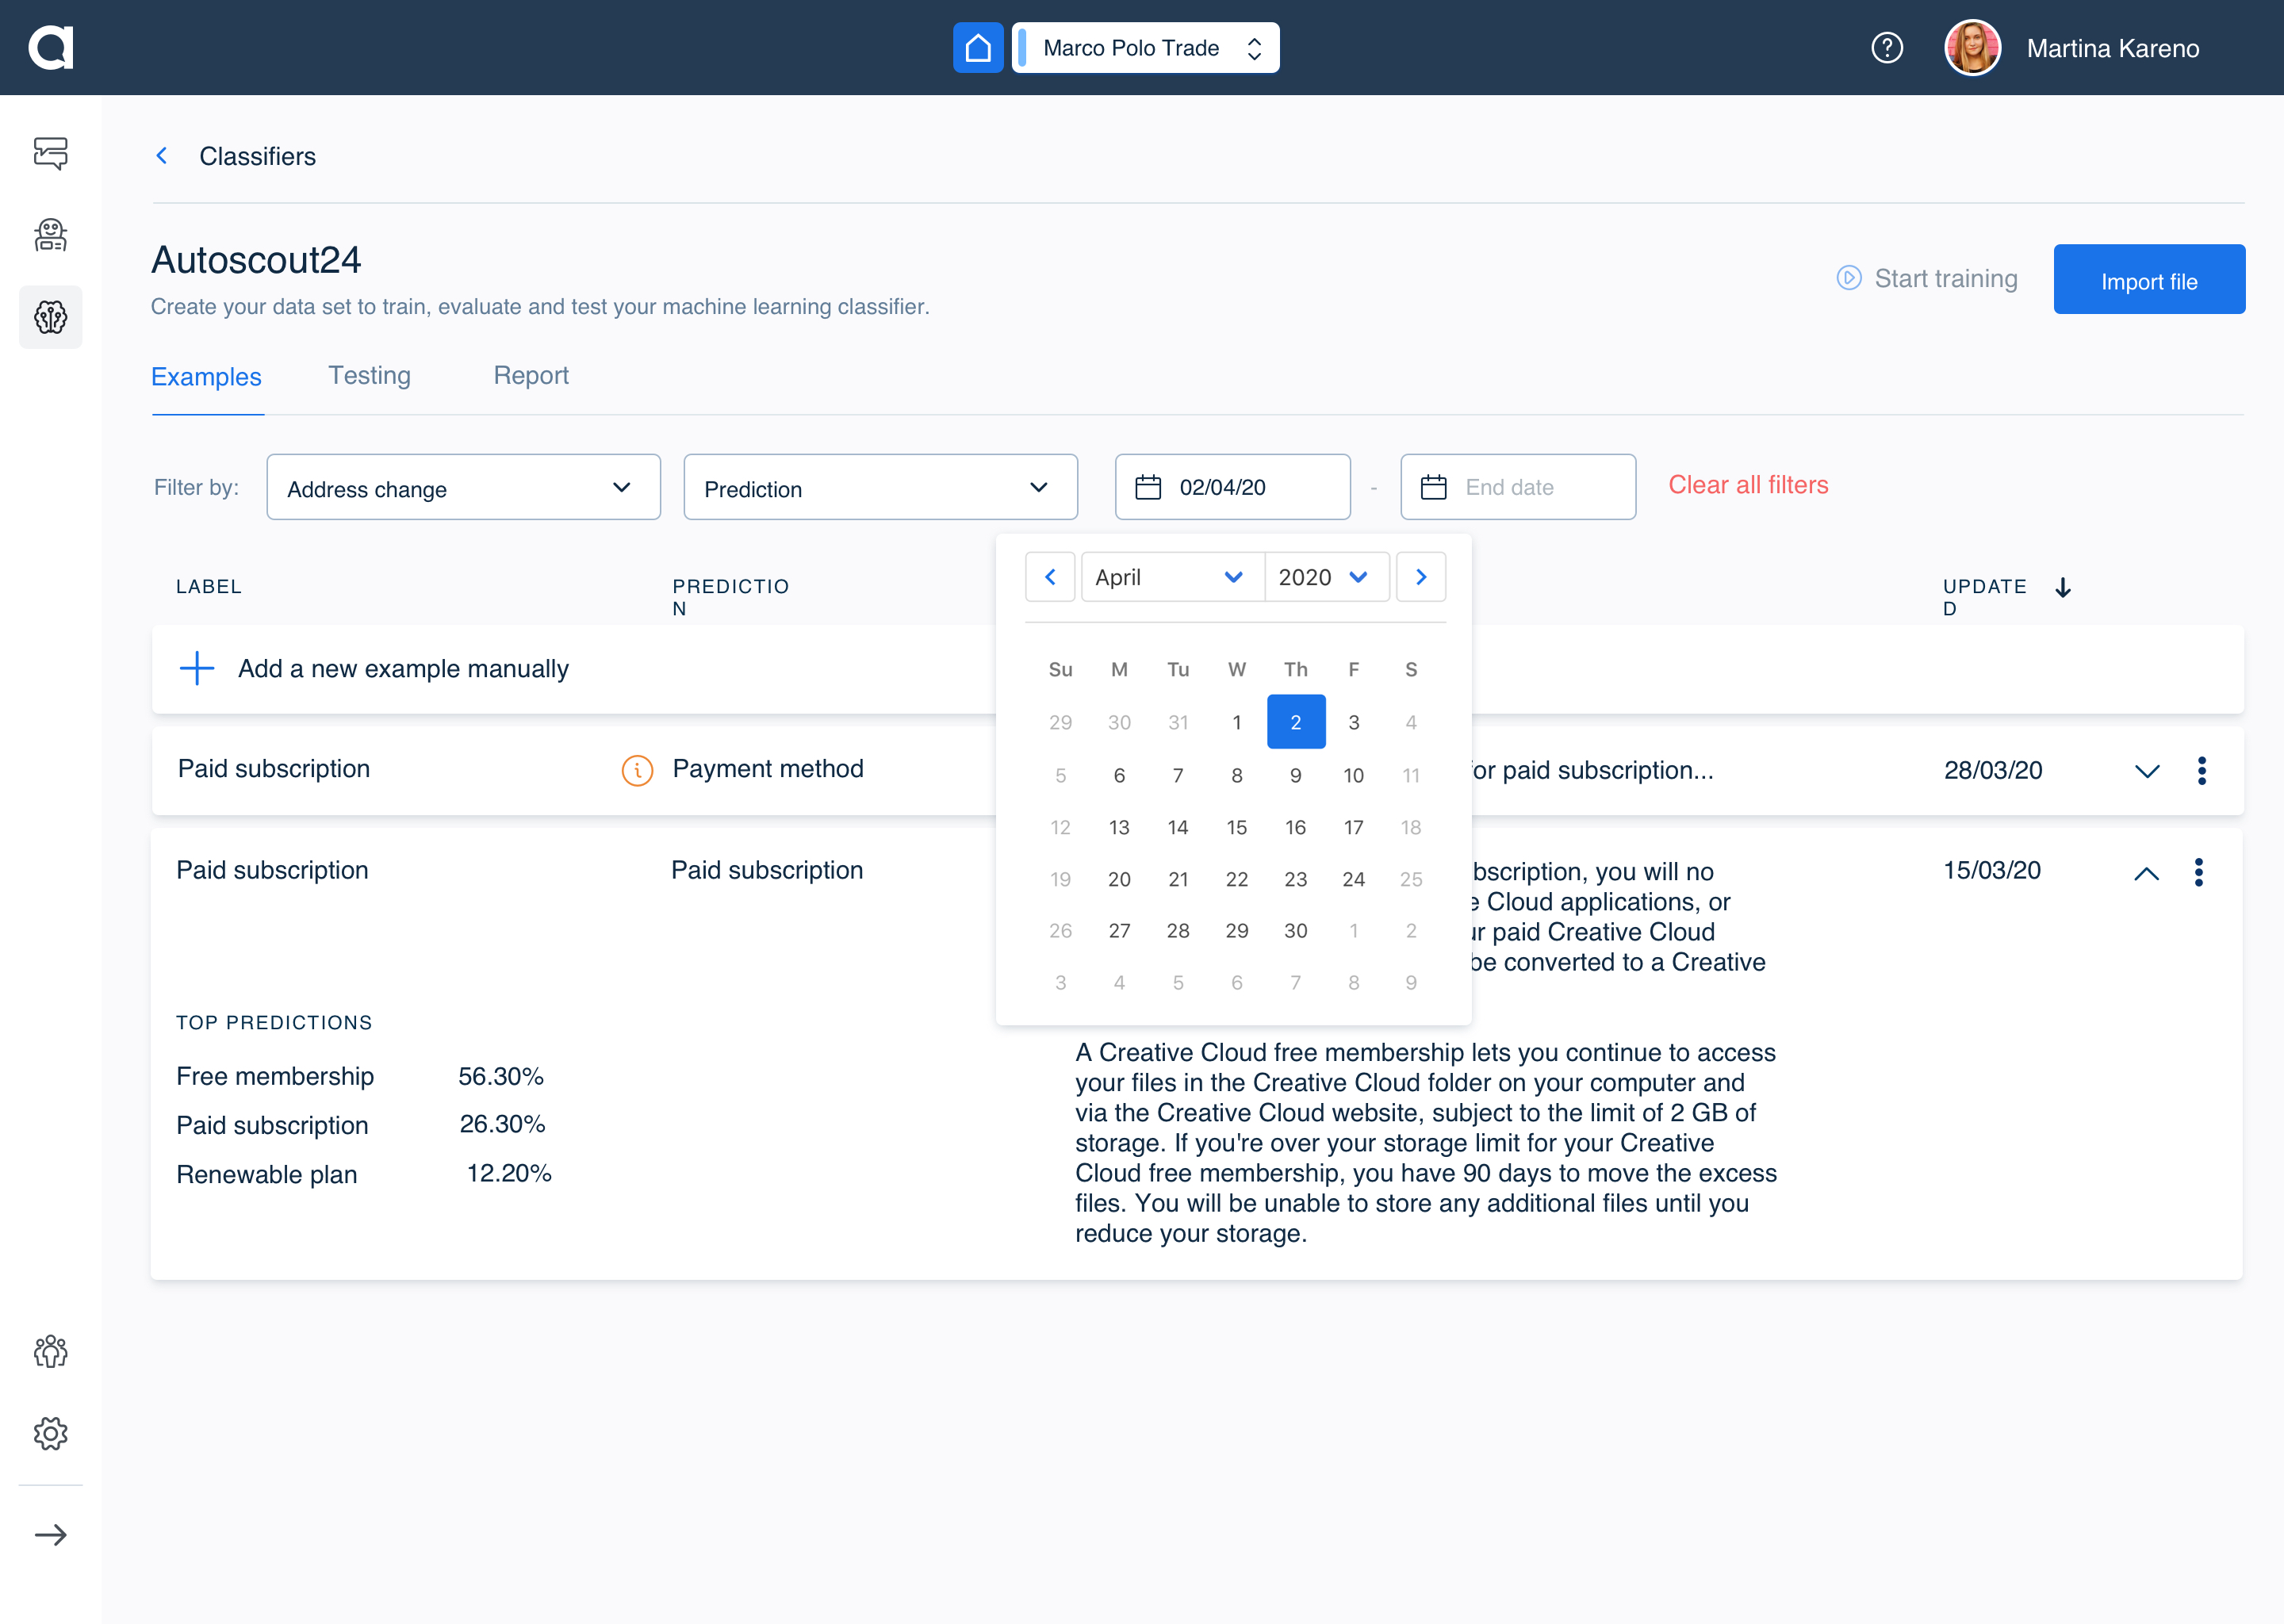 Marco Polo Trade
Martina Kareno
Classifiers
Autoscout24
Create your data set to train, evaluate and test your machine learning classifier.
Start training
Import file
Examples
Testing
Report
Filter by:
Address change
Prediction
02/04/20
-
End date
Clear all filters
April
2020
Su M Tu W Th F S
29 30 31 1 2 3 4
5 6 7 8 9 10 11
12 13 14 15 16 17 18
19 20 21 22 23 24 25
26 27 28 29 30 1 2
3 4 5 6 7 8 9
LABEL
PREDICTIO
N
UPDATE
D
Add a new example manually
Paid subscription
Payment method
or paid subscription...
28/03/20
Paid subscription
Paid subscription
bscription, you will no
Cloud applications, or
paid Creative Cloud
be converted to a Creative
15/03/20
TOP PREDICTIONS
Free membership 56.30%
Paid subscription 26.30%
Renewable plan 12.20%
A Creative Cloud free membership lets you continue to access
your files in the Creative Cloud folder on your computer and
via the Creative Cloud website, subject to the limit of 2 GB of
storage. If you're over your storage limit for your Creative
Cloud free membership, you have 90 days to move the excess
files. You will be unable to store any additional files until you
reduce your storage.